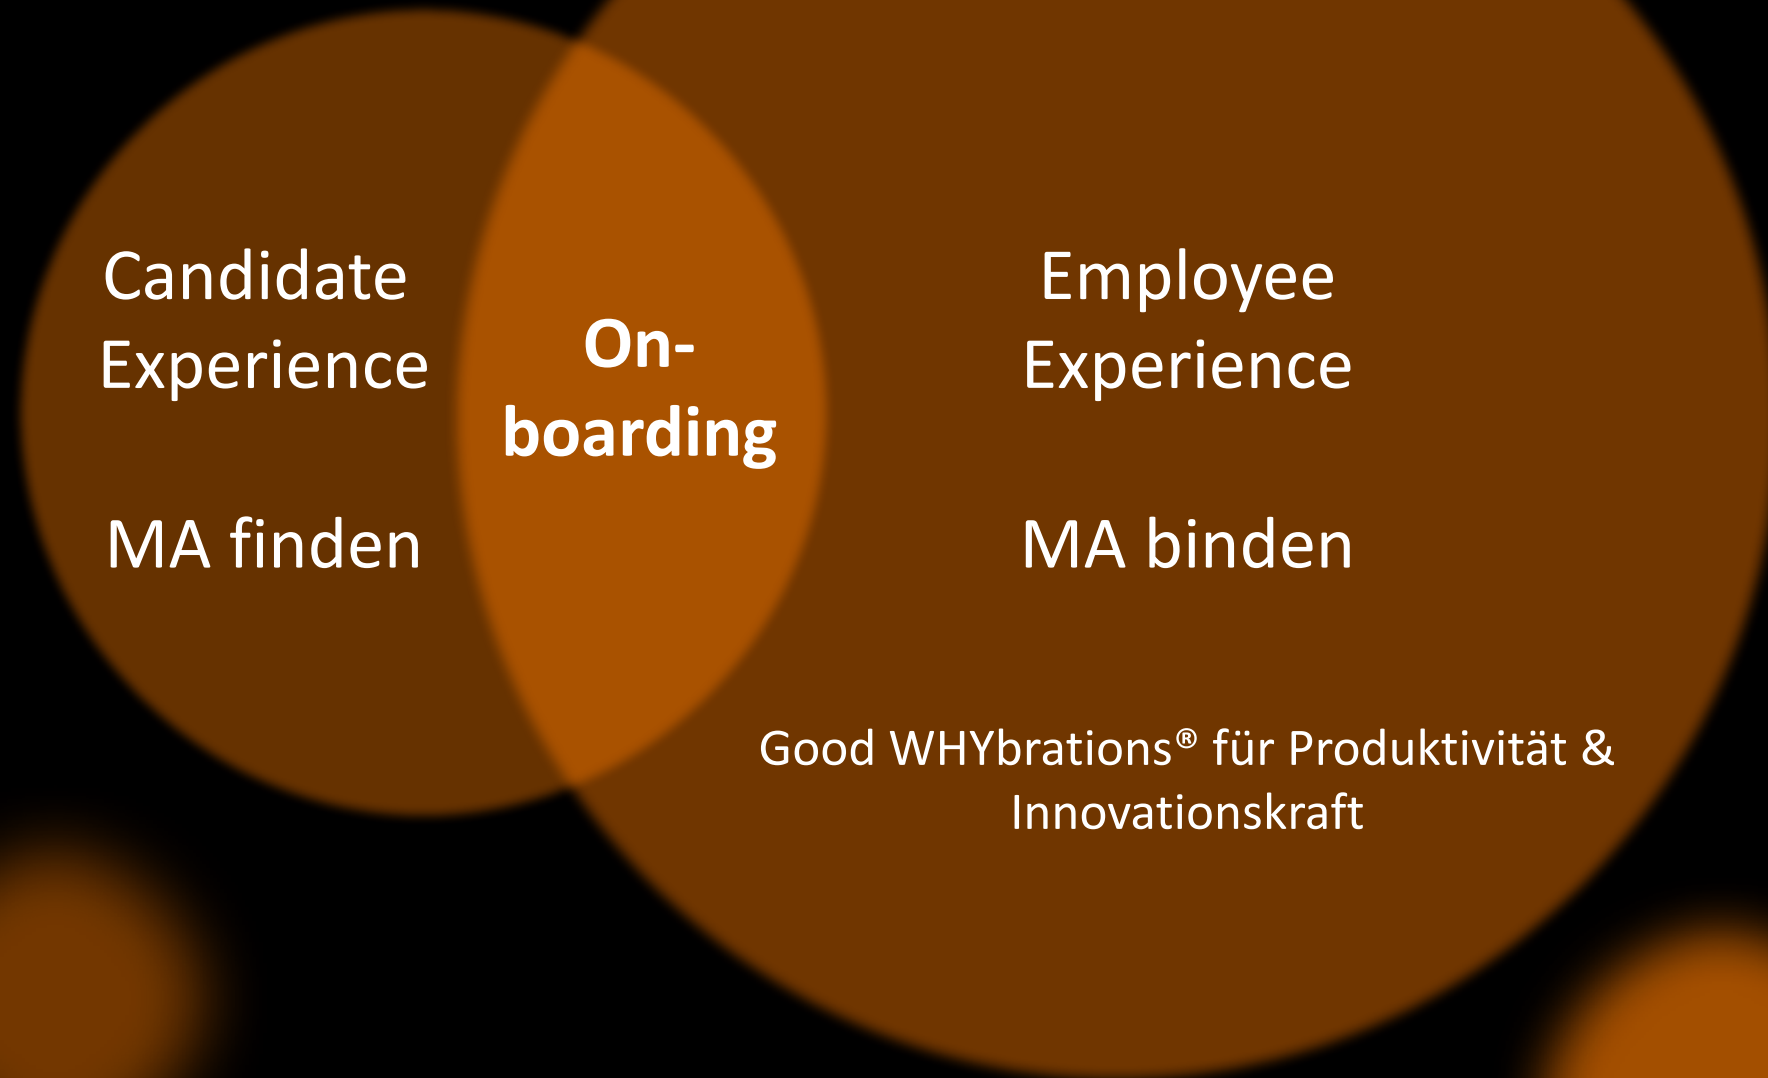 Candidate
Experience
MA finden
On-
boarding
Employee
Experience
MA binden
Good WHYbrations® für Produktivität &
Innovationskraft